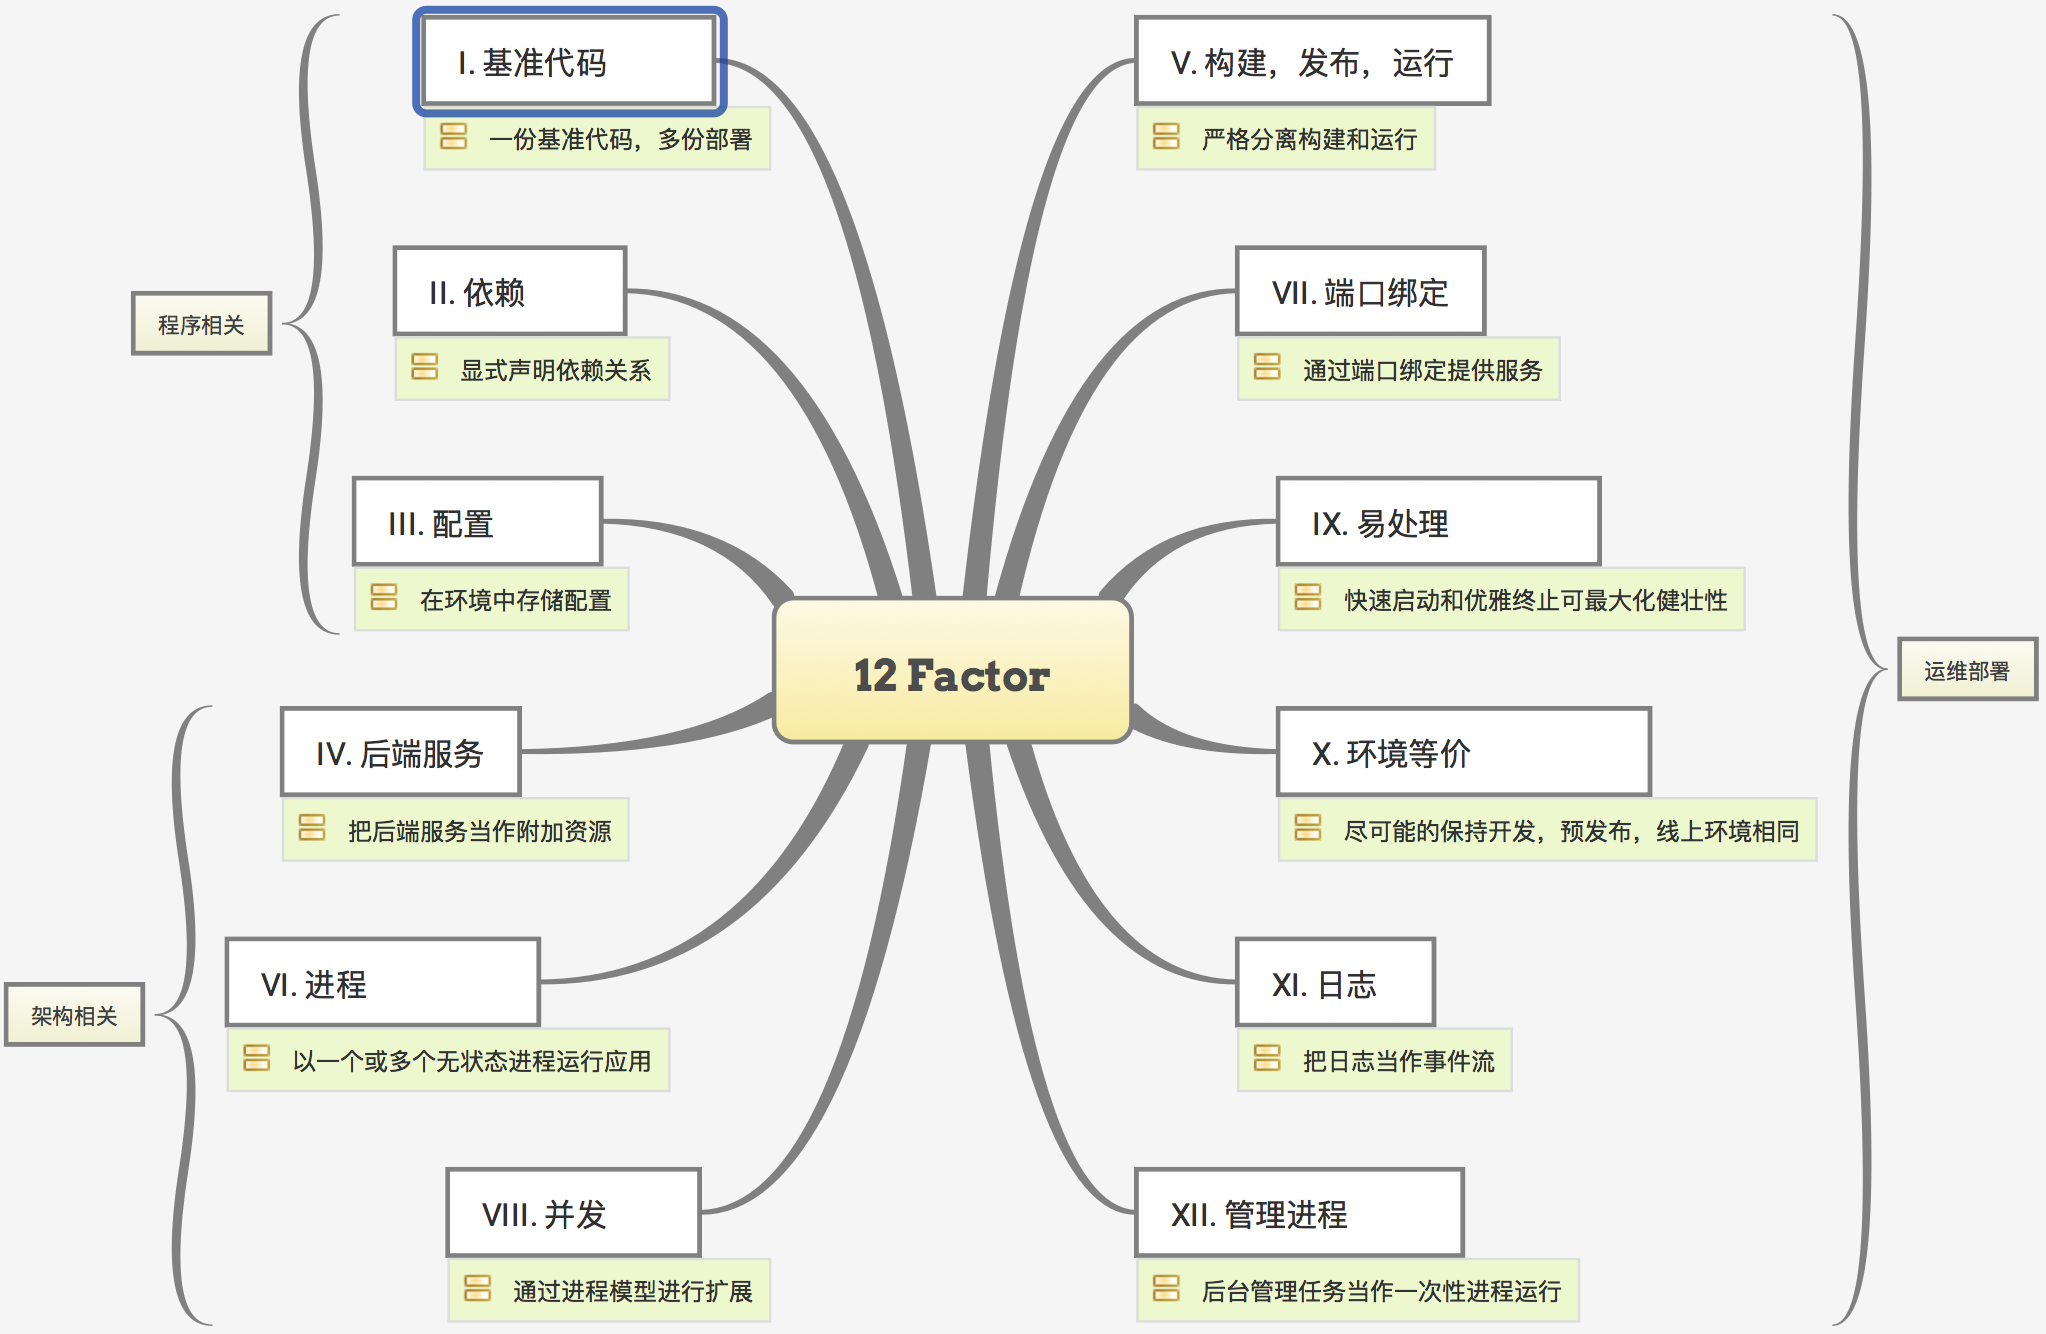 程序相关
I. 基准代码
一份基准代码，多份部署
II. 依赖
显式声明依赖关系
III. 配置
在环境中存储配置
架构相关
IV. 后端服务
把后端服务当作附加资源
VI. 进程
以一个或多个无状态进程运行应用
VIII. 并发
通过进程模型进行扩展
12 Factor
V. 构建，发布，运行
严格分离构建和运行
VII. 端口绑定
通过端口绑定提供服务
IX. 易处理
快速启动和优雅终止可最大化健壮性
X. 环境等价
尽可能的保持开发，预发布，线上环境相同
XI. 日志
把日志当作事件流
XII. 管理进程
后台管理任务当作一次性进程运行
运维部署